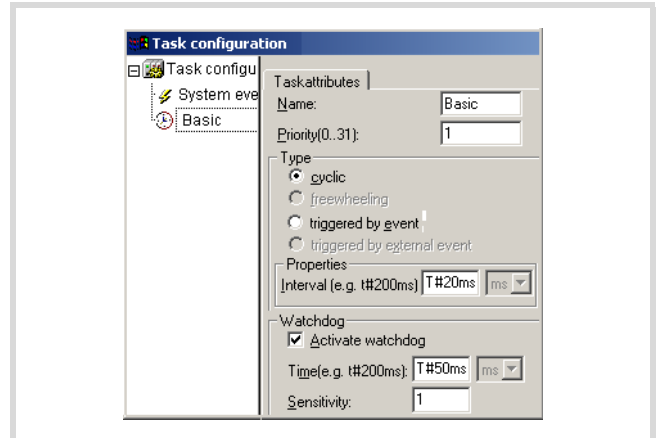 Task configuration
Task configu
System eve
Basic
Taskattributes
Name: Basic
Priority(0..31): 1
Type
cyclic
freewheeling
triggered by event
triggered by external event
Properties
Interval (e.g. t#200ms) T#20ms ms
Watchdog
Activate watchdog
Time(e.g. t#200ms): T#50ms ms
Sensitivity: 1